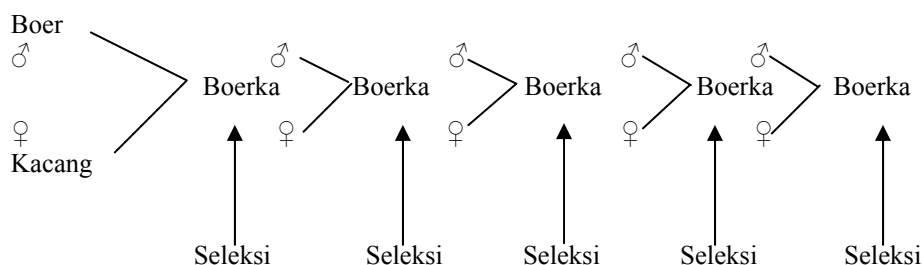 Boer
♂ ♂ ♂ ♂ ♂
Boerka Boerka Boerka Boerka Boerka
♀ ♀ ♀ ♀ ♀
Kacang
Seleksi Seleksi Seleksi Seleksi Seleksi